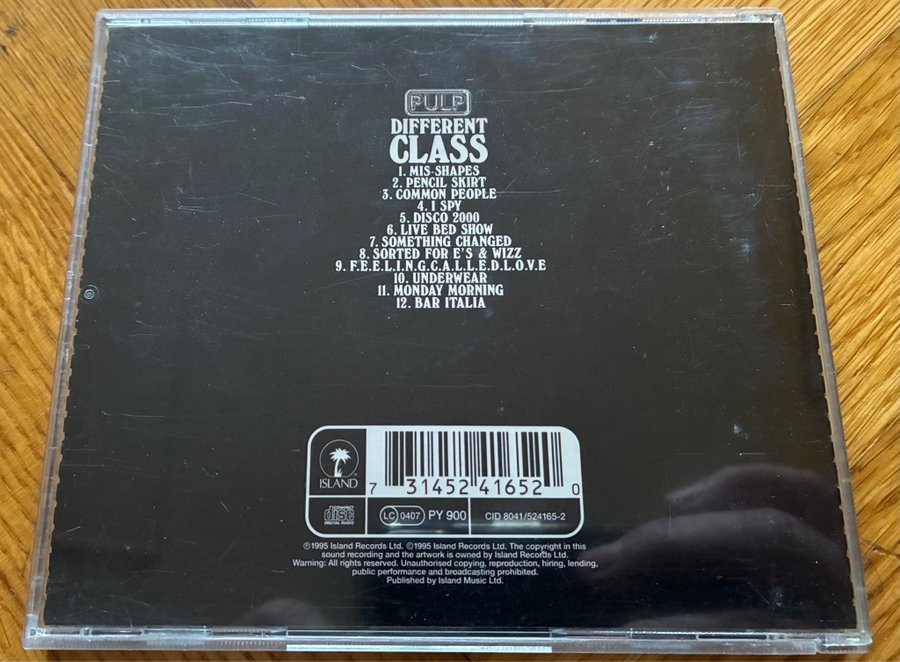 PULP
DIFFERENT
CLASS
1. MIS-SHAPES
2. PENCIL SKIRT
3. COMMON PEOPLE
4. I SPY
5. DISCO 2000
6. LIVE BED SHOW
7. SOMETHING CHANGED
8. SORTED FOR E'S & WIZZ
9. F.E.E.L.I.N.G.C.A.L.L.E.D.L.O.V.E
10. UNDERWEAR
11. MONDAY MORNING
12. BAR ITALIA
ISLAND
7 31452 41652 0
COMPACT
disc
DIGITAL AUDIO
LC 0407 PY 900
CID 8041/524165-2
℗1995 Island Records Ltd. ©1995 Island Records Ltd. The copyright in this
sound recording and the artwork is owned by Island Records Ltd.
Warning: All rights reserved. Unauthorised copying, reproduction, hiring, lending,
public performance and broadcasting prohibited.
Published by Island Music Ltd.